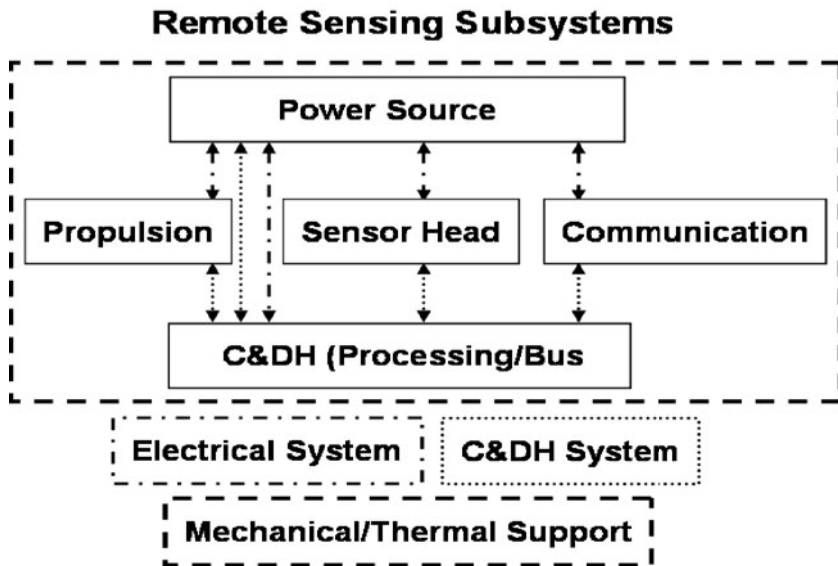 Remote Sensing Subsystems
Power Source
Propulsion
Sensor Head
Communication
C&DH (Processing/Bus
Electrical System
C&DH System
Mechanical/Thermal Support